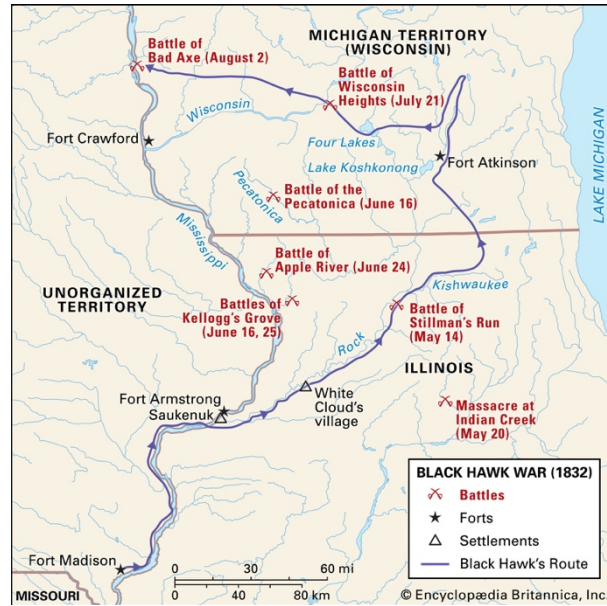 Battle of
Bad Axe (August 2)
MICHIGAN TERRITORY
(WISCONSIN)
Battle of
Wisconsin
Heights (July 21)
Wisconsin
Fort Crawford
Four Lakes
Lake Koshkonong
Fort Atkinson
LAKE MICHIGAN
Pecatonica
Battle of the
Pecatonica (June 16)
Mississippi
Battle of
Apple River (June 24)
Kishwaukee
UNORGANIZED
TERRITORY
Battles of
Kellogg's Grove
(June 16, 25)
Battle of
Stillman's Run
(May 14)
Rock
ILLINOIS
Fort Armstrong
Saukenuk
White
Cloud's
village
Massacre at
Indian Creek
(May 20)
BLACK HAWK WAR (1832)
Battles
Forts
Settlements
Black Hawk's Route
Fort Madison
0 30 60 mi
0 40 80 km
MISSOURI
© Encyclopædia Britannica, Inc.